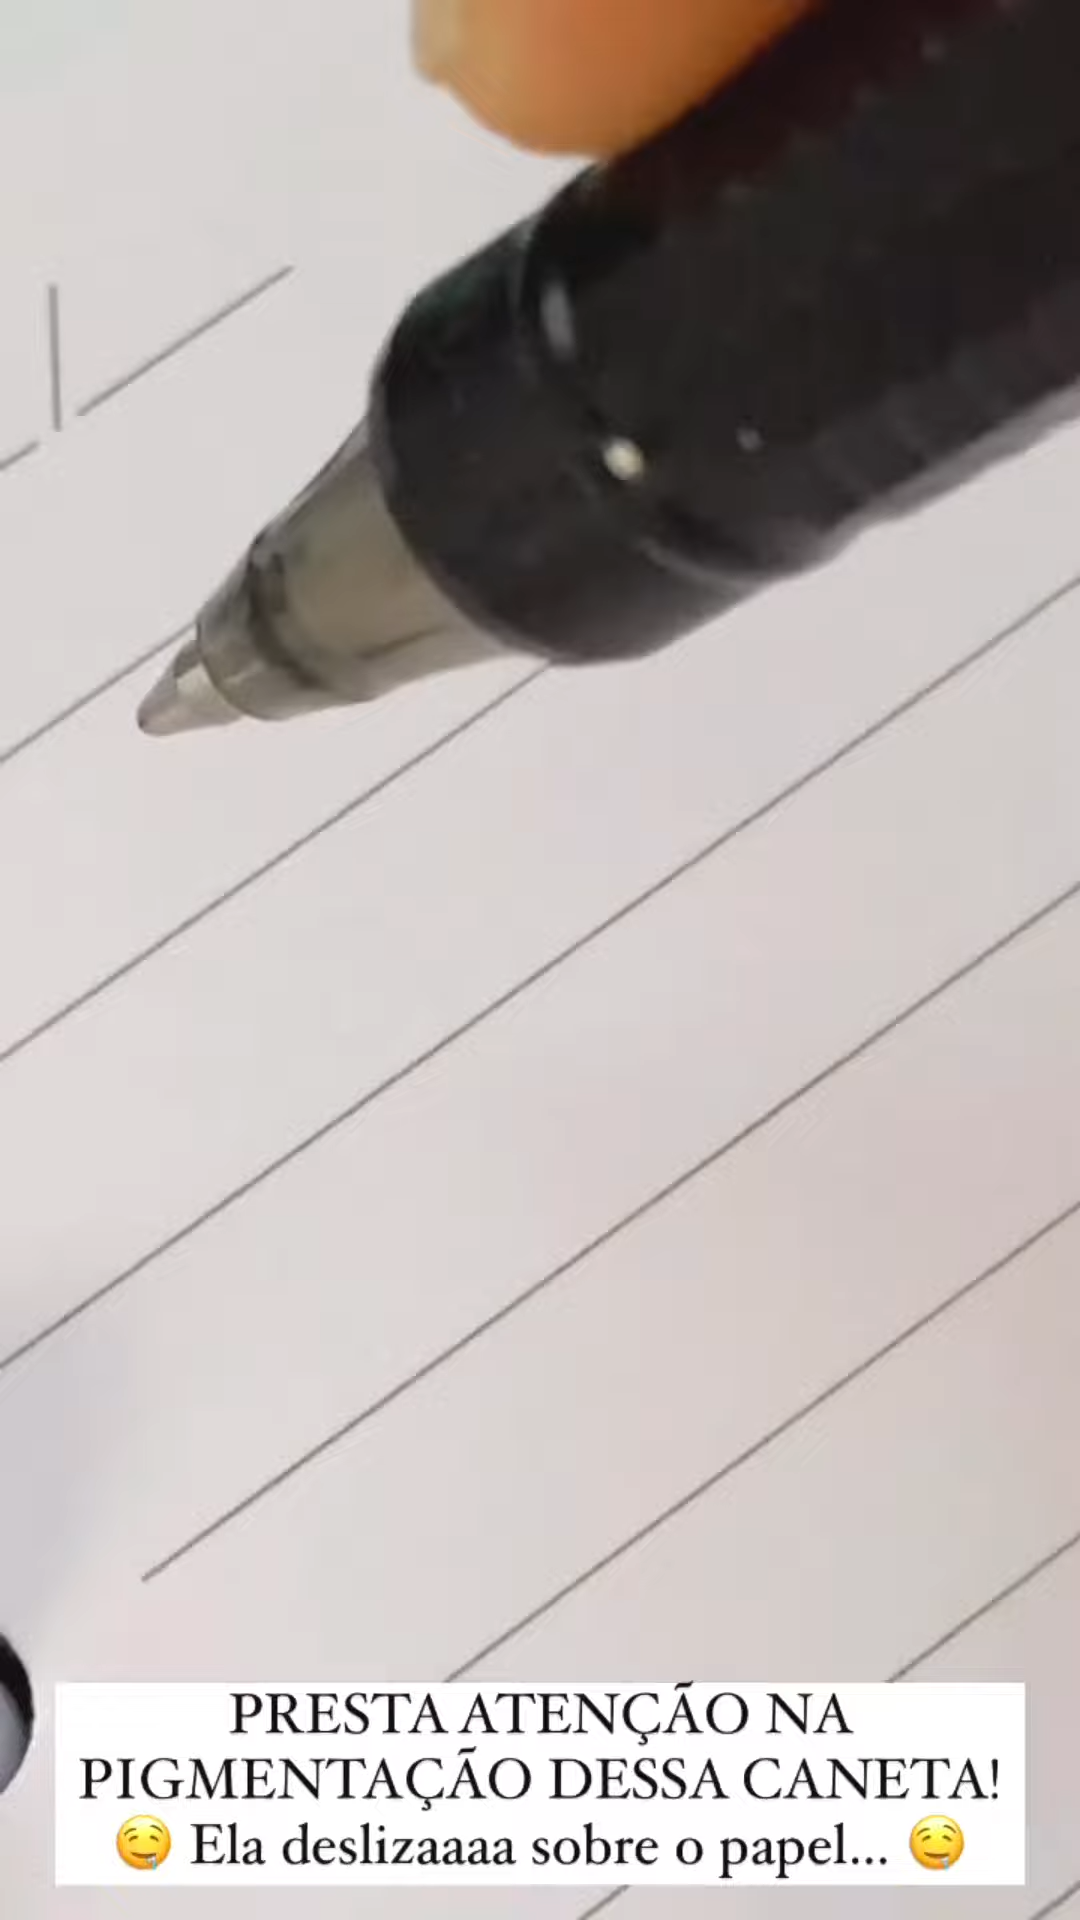 PRESTA ATENÇÃO NA
PIGMENTAÇÃO DESSA CANETA!
🤤 Ela deslizaaaa sobre o papel... 🤤